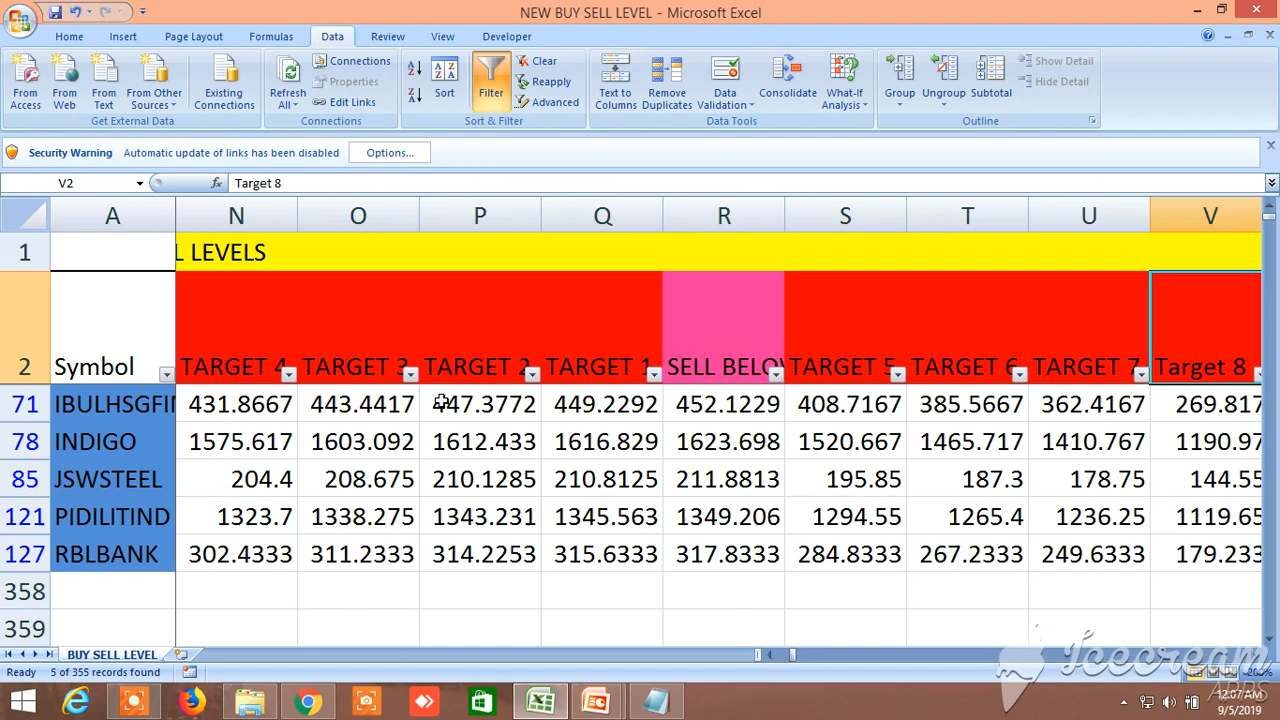 NEW BUY SELL LEVEL - Microsoft Excel
Home Insert Page Layout Formulas Data Review View Developer
From Access
From Web
From Text
From Other Sources
Existing Connections
Get External Data
Refresh All
Connections
Properties
Edit Links
Connections
Sort
Filter
Clear
Reapply
Advanced
Sort & Filter
Text to Columns
Remove Duplicates
Data Validation
Consolidate
What-If Analysis
Data Tools
Group
Ungroup
Subtotal
Show Detail
Hide Detail
Outline
Security Warning Automatic update of links has been disabled Options...
V2 fx Target 8
A N O P Q R S T U V
1 L LEVELS
2 Symbol TARGET 4 TARGET 3 TARGET 2 TARGET 1 SELL BELOW TARGET 5 TARGET 6 TARGET 7 Target 8
71 IBULHSGFIN 431.8667 443.4417 447.3772 449.2292 452.1229 408.7167 385.5667 362.4167 269.817
78 INDIGO 1575.617 1603.092 1612.433 1616.829 1623.698 1520.667 1465.717 1410.767 1190.97
85 JSWSTEEL 204.4 208.675 210.1285 210.8125 211.8813 195.85 187.3 178.75 144.55
121 PIDILITIND 1323.7 1338.275 1343.231 1345.563 1349.206 1294.55 1265.4 1236.25 1119.65
127 RBLBANK 302.4333 311.2333 314.2253 315.6333 317.8333 284.8333 267.2333 249.6333 179.233
358
359
BUY SELL LEVEL
Ready 5 of 355 records found 200%
Icecream
APPS
12:07 AM
9/5/2019